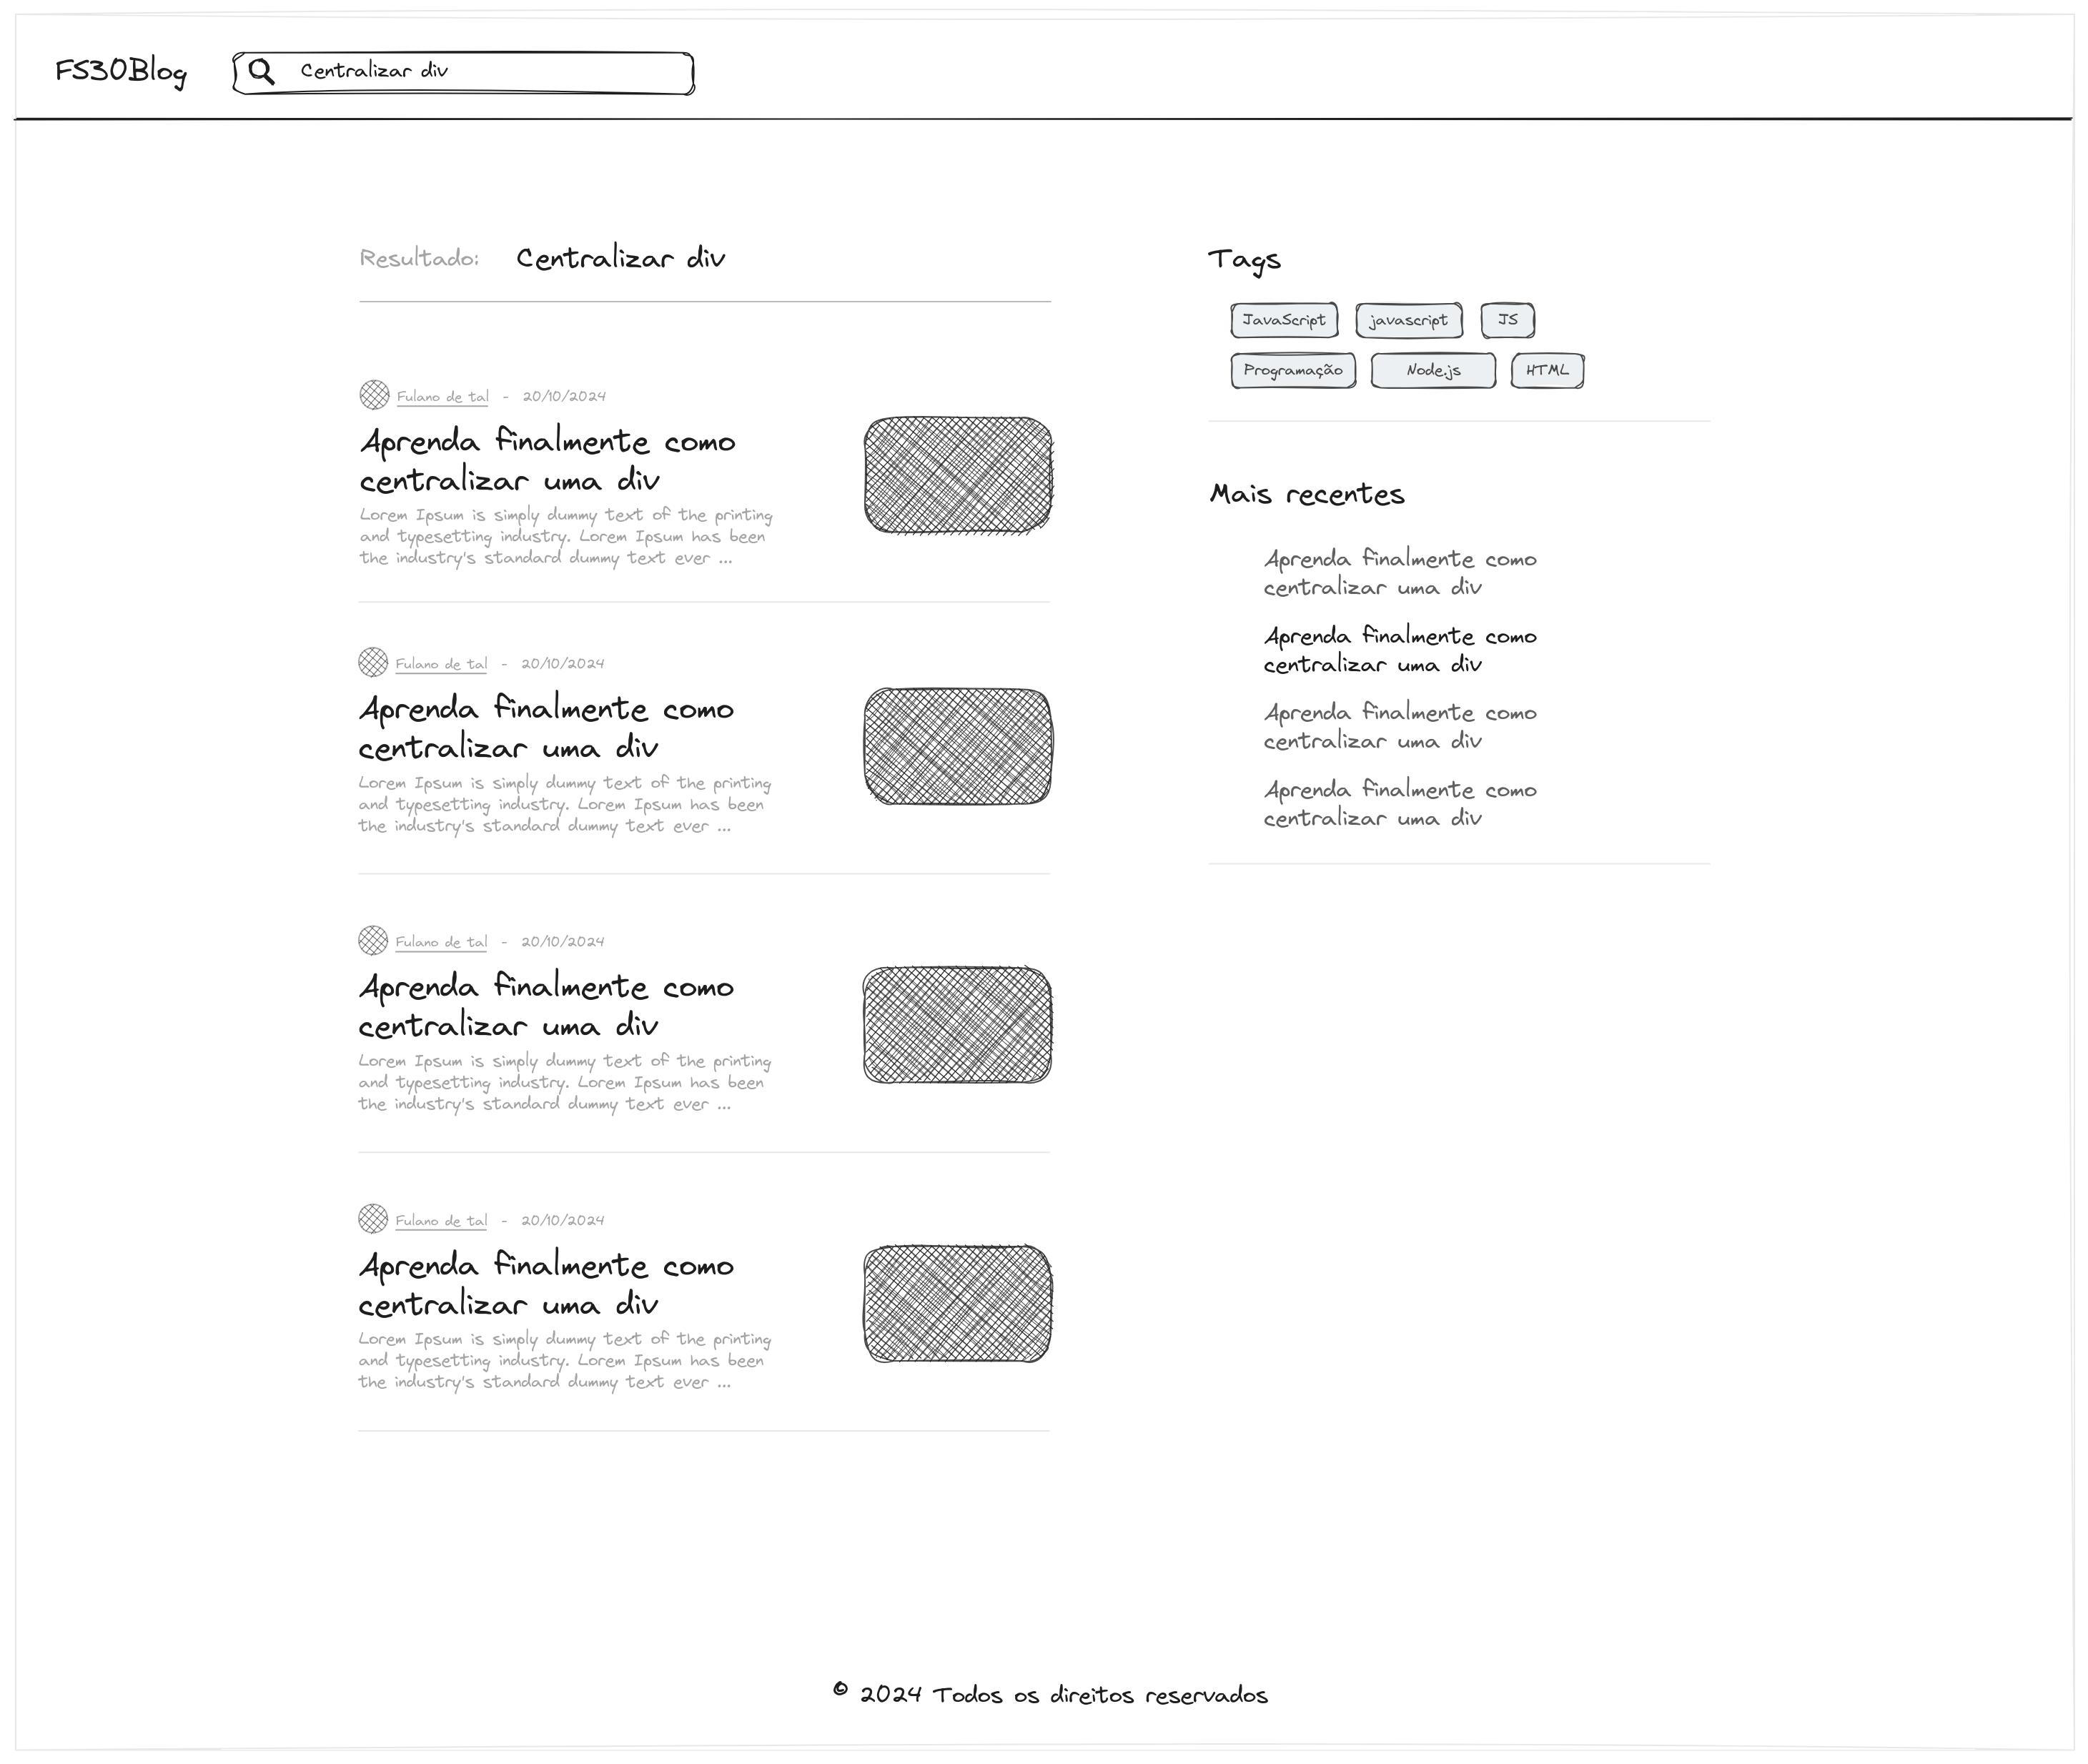 FS30Blog
Centralizar div
Resultado: Centralizar div
Fulano de tal - 20/10/2024
Aprenda finalmente como
centralizar uma div
Lorem Ipsum is simply dummy text of the printing
and typesetting industry. Lorem Ipsum has been
the industry's standard dummy text ever ...
Fulano de tal - 20/10/2024
Aprenda finalmente como
centralizar uma div
Lorem Ipsum is simply dummy text of the printing
and typesetting industry. Lorem Ipsum has been
the industry's standard dummy text ever ...
Fulano de tal - 20/10/2024
Aprenda finalmente como
centralizar uma div
Lorem Ipsum is simply dummy text of the printing
and typesetting industry. Lorem Ipsum has been
the industry's standard dummy text ever ...
Fulano de tal - 20/10/2024
Aprenda finalmente como
centralizar uma div
Lorem Ipsum is simply dummy text of the printing
and typesetting industry. Lorem Ipsum has been
the industry's standard dummy text ever ...
Tags
JavaScript javascript JS
Programação Node.js HTML
Mais recentes
Aprenda finalmente como
centralizar uma div
Aprenda finalmente como
centralizar uma div
Aprenda finalmente como
centralizar uma div
Aprenda finalmente como
centralizar uma div
© 2024 Todos os direitos reservados